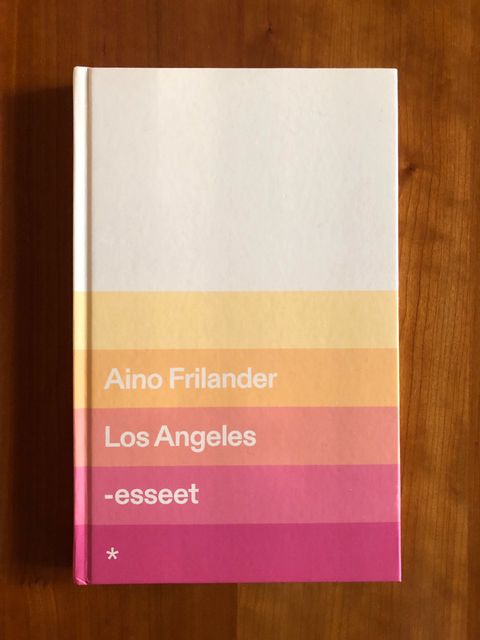 Aino Frilander
Los Angeles
-esseet
*